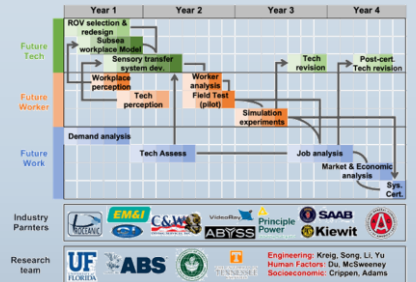 Year 1 Year 2 Year 3 Year 4
ROV selection &
redesign
Subsea
workplace Model
Future
Tech
Sensory transfer
system dev.
Tech
revision
Post-cert.
Tech revision
Workplace
perception
Worker
analysis
Future
Worker
Tech
perception
Field Test
(pilot)
Simulation
experiments
Demand analysis
Future
Work
Tech Assess
Job analysis
Market & Economic
analysis
Sys.
Cert.
Industry
Parnters
OCEANIC
EM&I
C&W
VideoRay
ABYSS
Principle
Power
SAAB
Kiewit
Research
team
UF
FLORIDA
ABS
TENNESSEE
Engineering: Kreig, Song, Li, Yu
Human Factors: Du, McSweeney
Socioeconomic: Crippen, Adams